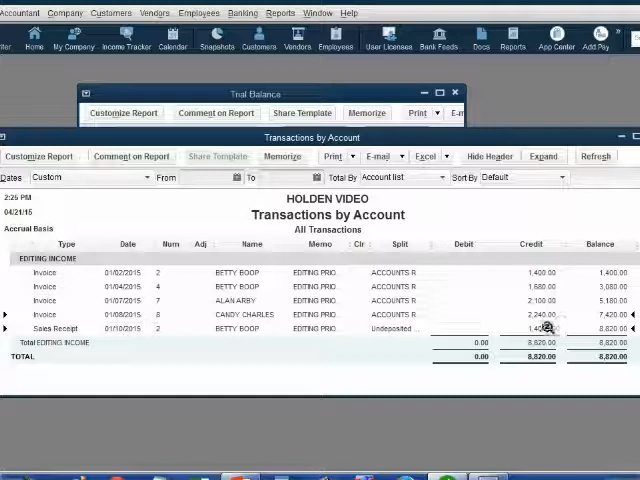 Accountant Company Customers Vendors Employees Banking Reports Window Help
Home My Company Income Tracker Calendar Snapshots Customers Vendors Employees User Licenses Bank Feeds Docs Reports App Center Add Pay »
Trial Balance
Customize Report Comment on Report Share Template Memorize Print E-m
Transactions by Account
Customize Report Comment on Report Share Template Memorize Print E-mail Excel Hide Header Expand Refresh
Dates Custom From To Total By Account list Sort By Default
2:25 PM HOLDEN VIDEO
04/21/15 Transactions by Account
Accrual Basis All Transactions
Type Date Num Adj Name Memo Clr Split Debit Credit Balance
EDITING INCOME
Invoice 01/02/2015 2 BETTY BOOP EDITING PRIO... ACCOUNTS R... 1,400.00 1,400.00
Invoice 01/04/2015 4 BETTY BOOP EDITING PRIO... ACCOUNTS R... 1,680.00 3,080.00
Invoice 01/07/2015 7 ALAN ARBY EDITING PRIO... ACCOUNTS R... 2,100.00 5,180.00
Invoice 01/08/2015 8 CANDY CHARLES EDITING PRIO... ACCOUNTS R... 2,240.00 7,420.00
Sales Receipt 01/10/2015 2 BETTY BOOP EDITING PRIO... Undeposited ... 8,820.00
Total EDITING INCOME 0.00 8,820.00 8,820.00
TOTAL 0.00 8,820.00 8,820.00